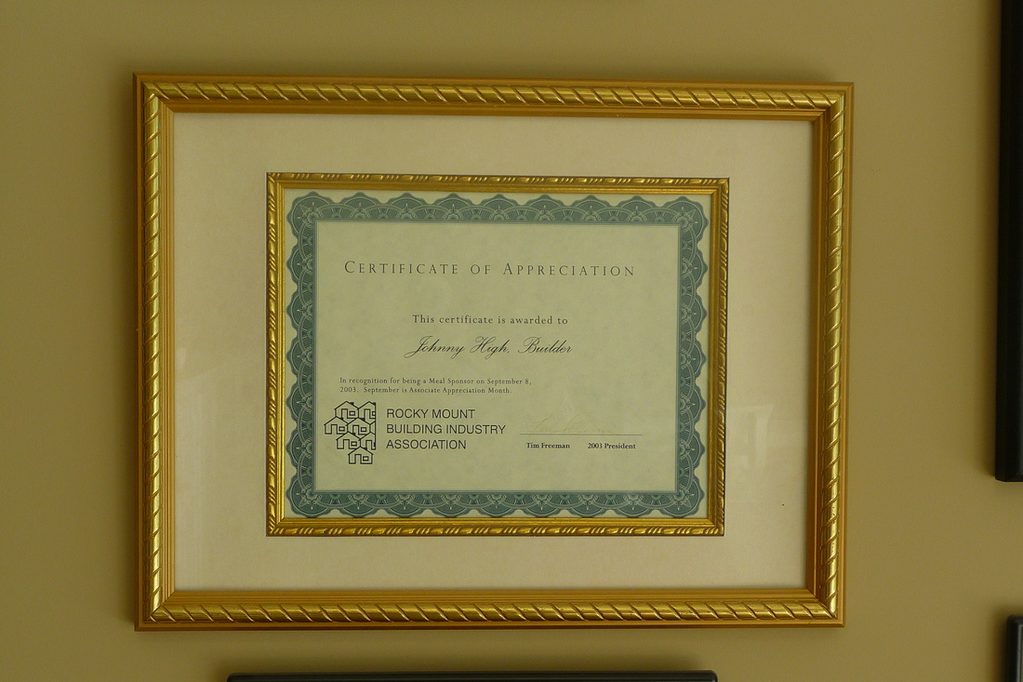 CERTIFICATE OF APPRECIATION
This certificate is awarded to
Johnny High, Builder
In recognition for being a Meal Sponsor on September 8,
2003. September is Associate Appreciation Month.
ROCKY MOUNT
BUILDING INDUSTRY
ASSOCIATION
Tim Freeman 2003 President